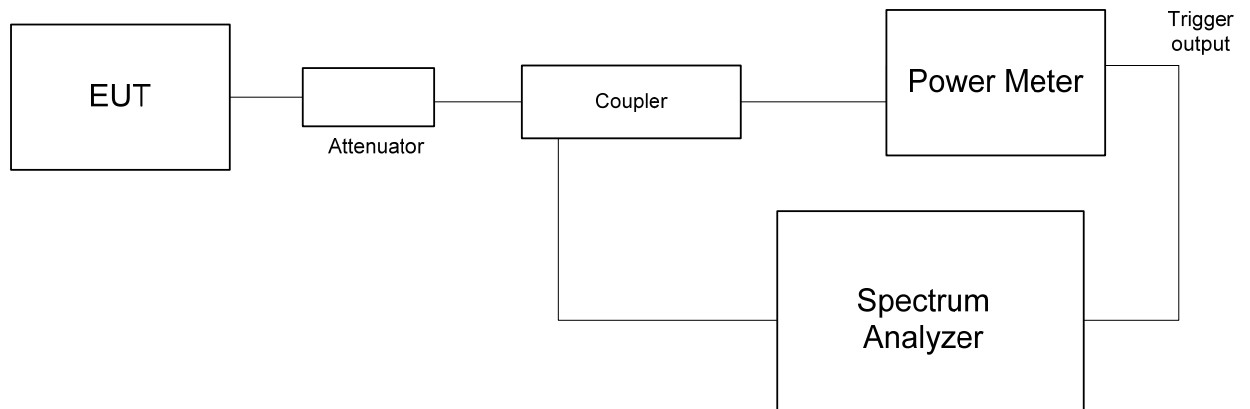 EUT
Attenuator
Coupler
Power Meter
Trigger
output
Spectrum
Analyzer